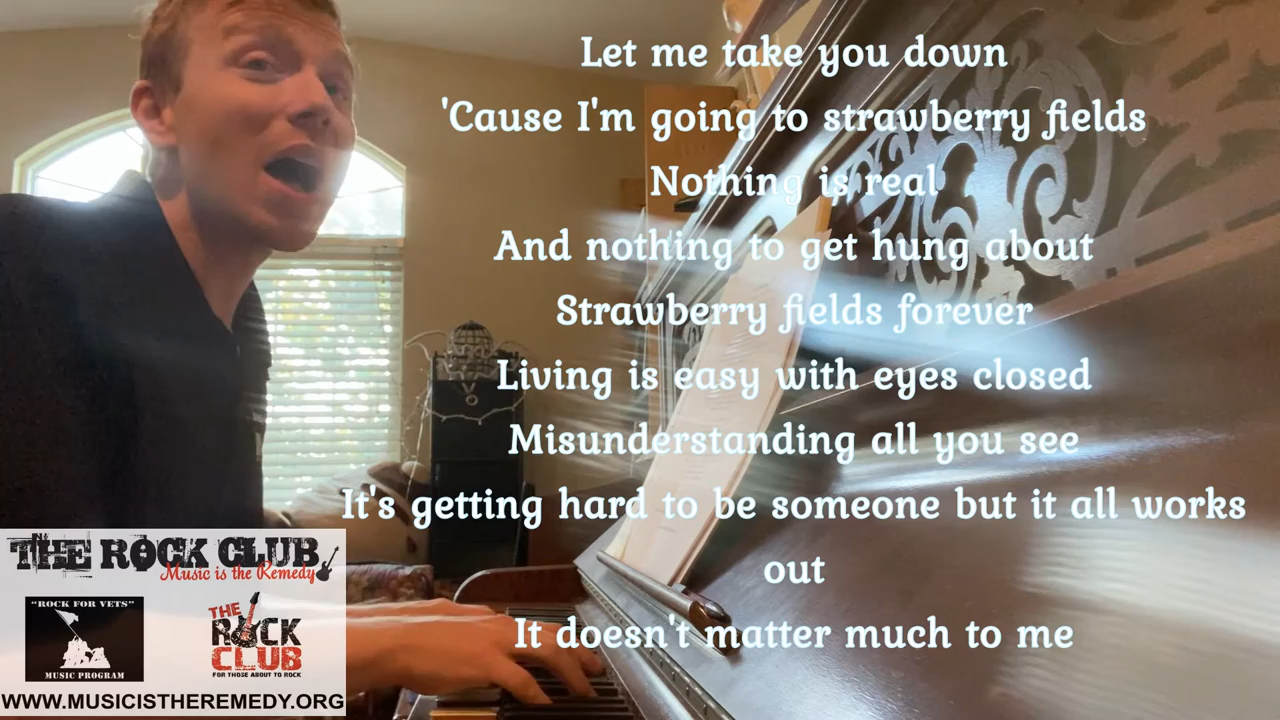 Let me take you down
'Cause I'm going to strawberry fields
Nothing is real
And nothing to get hung about
Strawberry fields forever
Living is easy with eyes closed
Misunderstanding all you see
It's getting hard to be someone but it all works
out
It doesn't matter much to me
THE ROCK CLUB
Music is the Remedy
"ROCK FOR VETS"
MUSIC PROGRAM
THE
ROCK
CLUB
FOR THOSE ABOUT TO ROCK
WWW.MUSICISTHEREMEDY.ORG